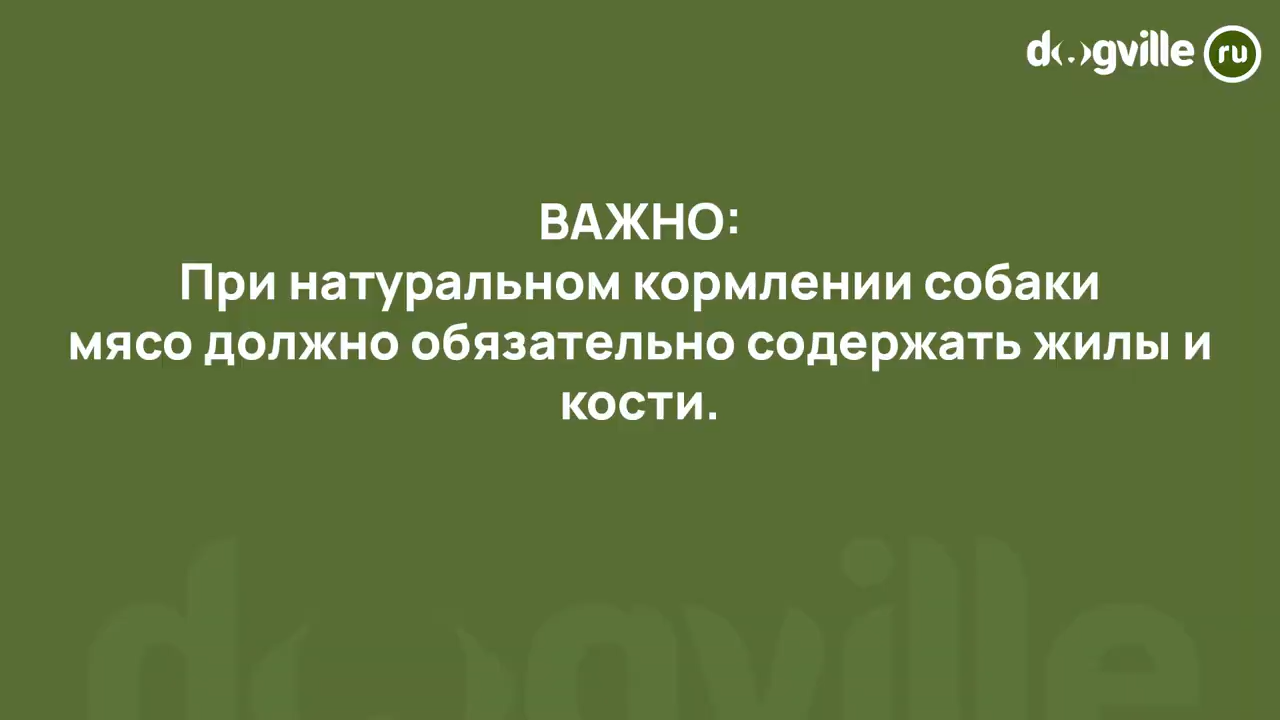 dogville ru
ВАЖНО:
При натуральном кормлении собаки
мясо должно обязательно содержать жилы и
кости.
dogville